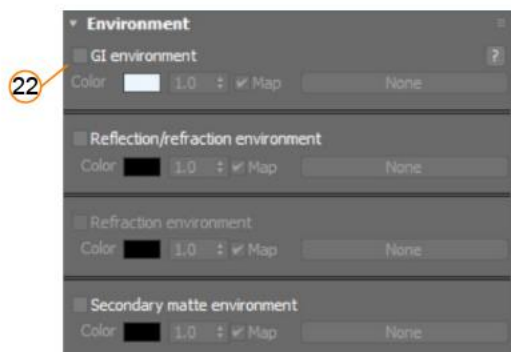 Environment
GI environment
?
22
Color 1.0 Map None
Reflection/refraction environment
Color 1.0 Map None
Refraction environment
Color 1.0 Map None
Secondary matte environment
Color 1.0 Map None